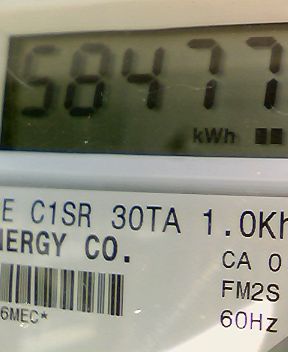 58477
kWh
E C1SR 30TA 1.0Kh
NERGY CO.
CA 0
FM2S
6MEC*
60Hz